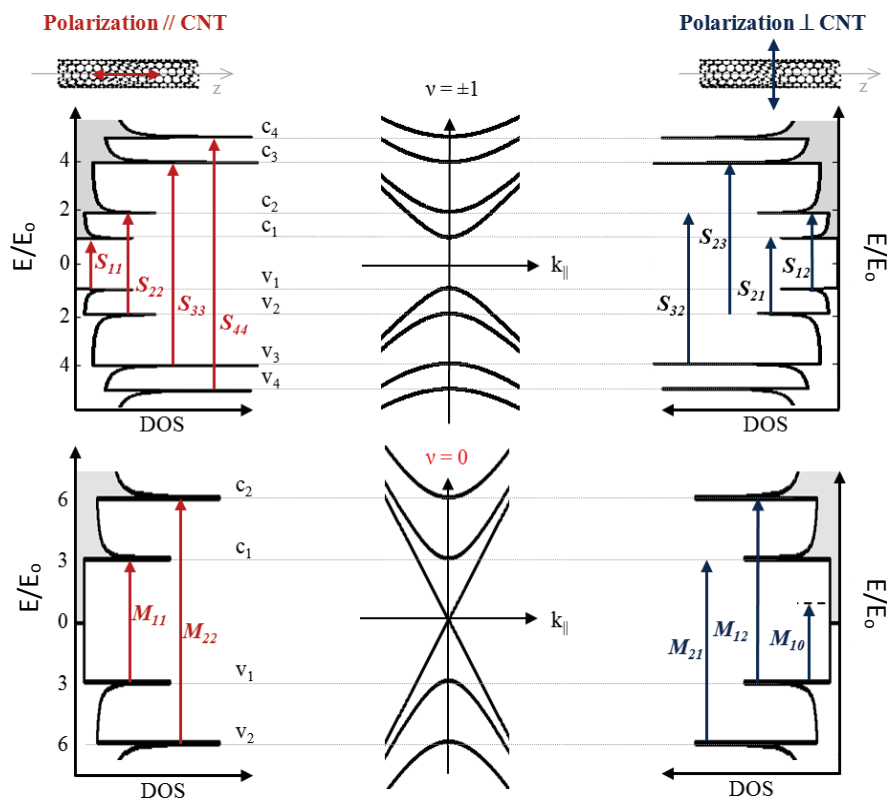 Polarization // CNT
Polarization ⊥ CNT
z
z
ν = ±1
c4
c3
c2
c1
v1
v2
v3
v4
4
2
0
2
4
E/Eo
E/Eo
S11
S22
S33
S44
S32
S23
S21
S12
k||
DOS
DOS
ν = 0
c2
c1
v1
v2
6
3
0
3
6
E/Eo
E/Eo
M11
M22
M21
M12
M10
k||
DOS
DOS